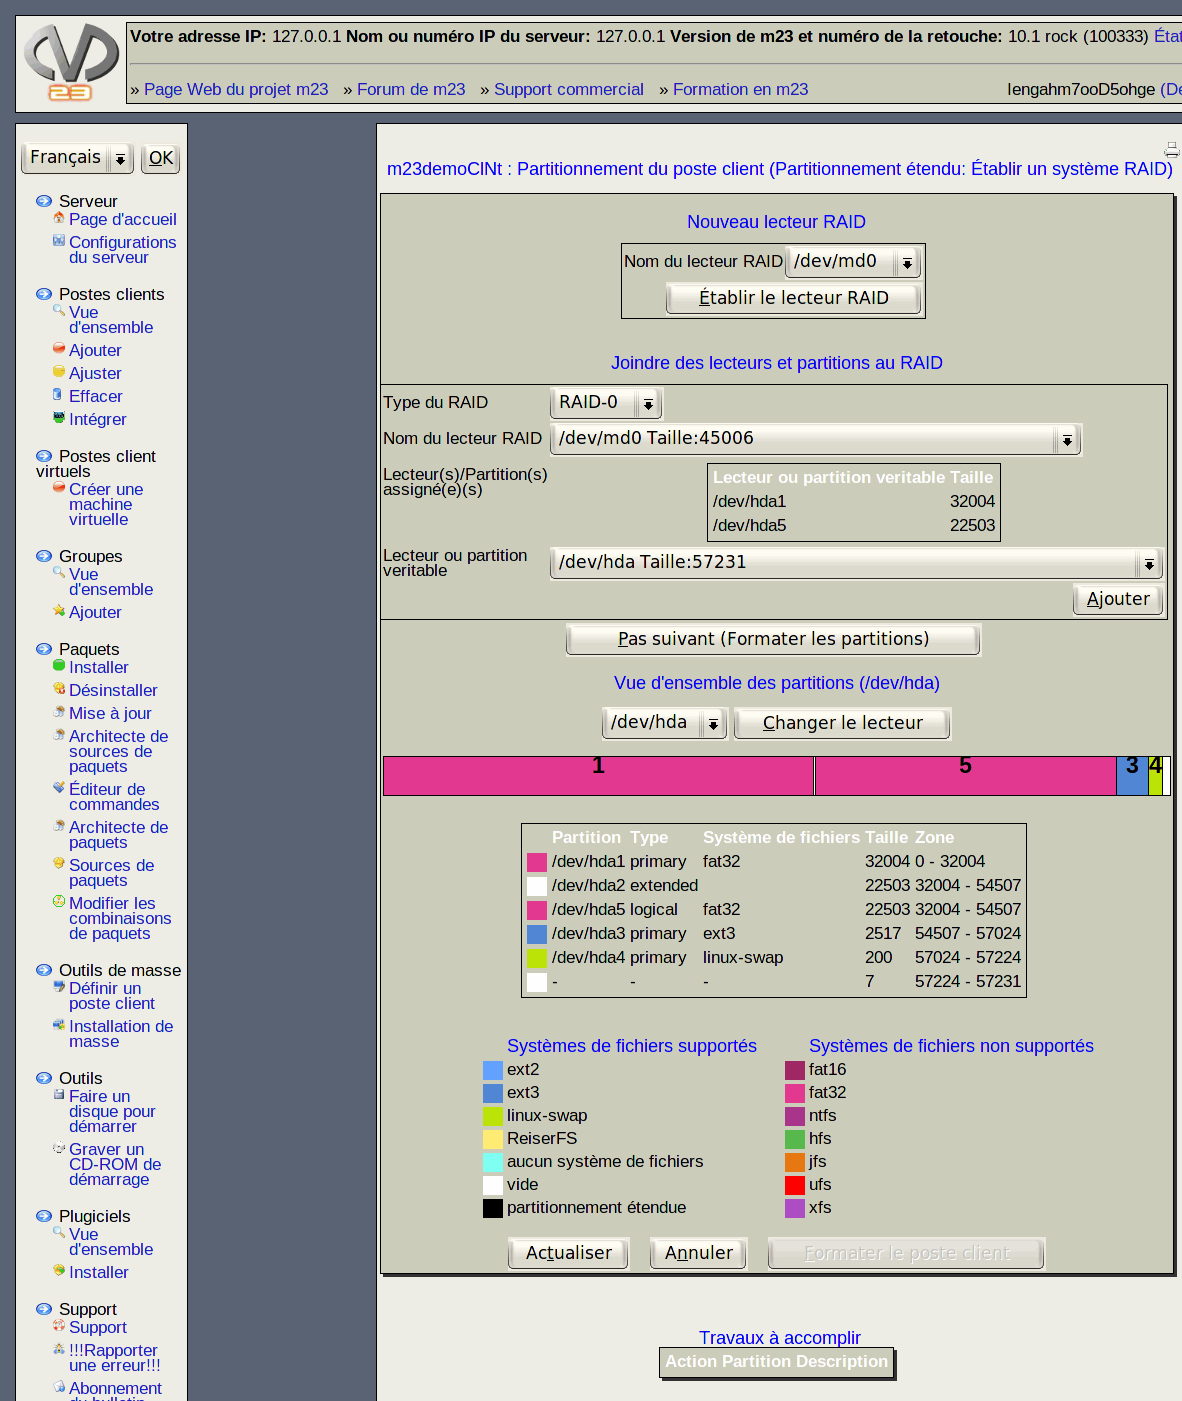 Votre adresse IP: 127.0.0.1 Nom ou numéro IP du serveur: 127.0.0.1 Version de m23 et numéro de la retouche: 10.1 rock (100333) État
23
» Page Web du projet m23 » Forum de m23 » Support commercial » Formation en m23
Iengahm7ooD5ohge (De
Français OK
Serveur
Page d'accueil
Configurations
du serveur
Postes clients
Vue
d'ensemble
Ajouter
Ajuster
Effacer
Intégrer
Postes client
virtuels
Créer une
machine
virtuelle
Groupes
Vue
d'ensemble
Ajouter
Paquets
Installer
Désinstaller
Mise à jour
Architecte de
sources de
paquets
Éditeur de
commandes
Architecte de
paquets
Sources de
paquets
Modifier les
combinaisons
de paquets
Outils de masse
Définir un
poste client
Installation de
masse
Outils
Faire un
disque pour
démarrer
Graver un
CD-ROM de
démarrage
Plugiciels
Vue
d'ensemble
Installer
Support
Support
!!!Rapporter
une erreur!!!
Abonnement
du bulletin
m23demoClNt : Partitionnement du poste client (Partitionnement étendu: Établir un système RAID)
Nouveau lecteur RAID
Nom du lecteur RAID /dev/md0
Établir le lecteur RAID
Joindre des lecteurs et partitions au RAID
Type du RAID RAID-0
Nom du lecteur RAID /dev/md0 Taille:45006
Lecteur(s)/Partition(s)
assigné(e)(s)
Lecteur ou partition veritable Taille
/dev/hda1 32004
/dev/hda5 22503
Lecteur ou partition
veritable
/dev/hda Taille:57231
Ajouter
Pas suivant (Formater les partitions)
Vue d'ensemble des partitions (/dev/hda)
/dev/hda Changer le lecteur
1 5 3 4
Partition Type Système de fichiers Taille Zone
/dev/hda1 primary fat32 32004 0 - 32004
/dev/hda2 extended 22503 32004 - 54507
/dev/hda5 logical fat32 22503 32004 - 54507
/dev/hda3 primary ext3 2517 54507 - 57024
/dev/hda4 primary linux-swap 200 57024 - 57224
- - - 7 57224 - 57231
Systèmes de fichiers supportés
ext2
ext3
linux-swap
ReiserFS
aucun système de fichiers
vide
partitionnement étendue
Systèmes de fichiers non supportés
fat16
fat32
ntfs
hfs
jfs
ufs
xfs
Actualiser Annuler Formater le poste client
Travaux à accomplir
Action Partition Description